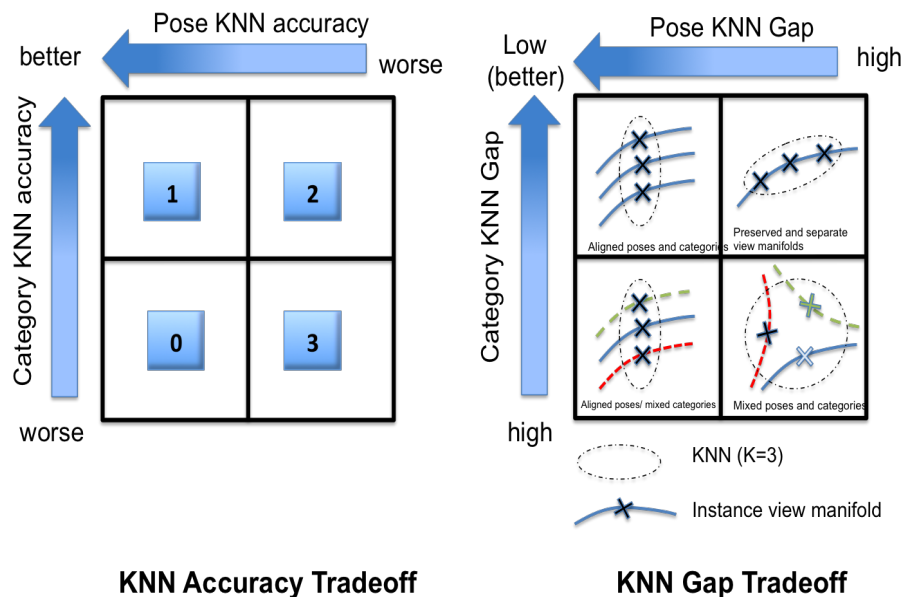 Pose KNN accuracy
better
worse
Category KNN accuracy
1
2
0
3
worse
KNN Accuracy Tradeoff
Pose KNN Gap
Low
(better)
high
Category KNN Gap
Aligned poses and categories
Preserved and separate
view manifolds
Aligned poses/ mixed categories
Mixed poses and categories
high
KNN (K=3)
Instance view manifold
KNN Gap Tradeoff